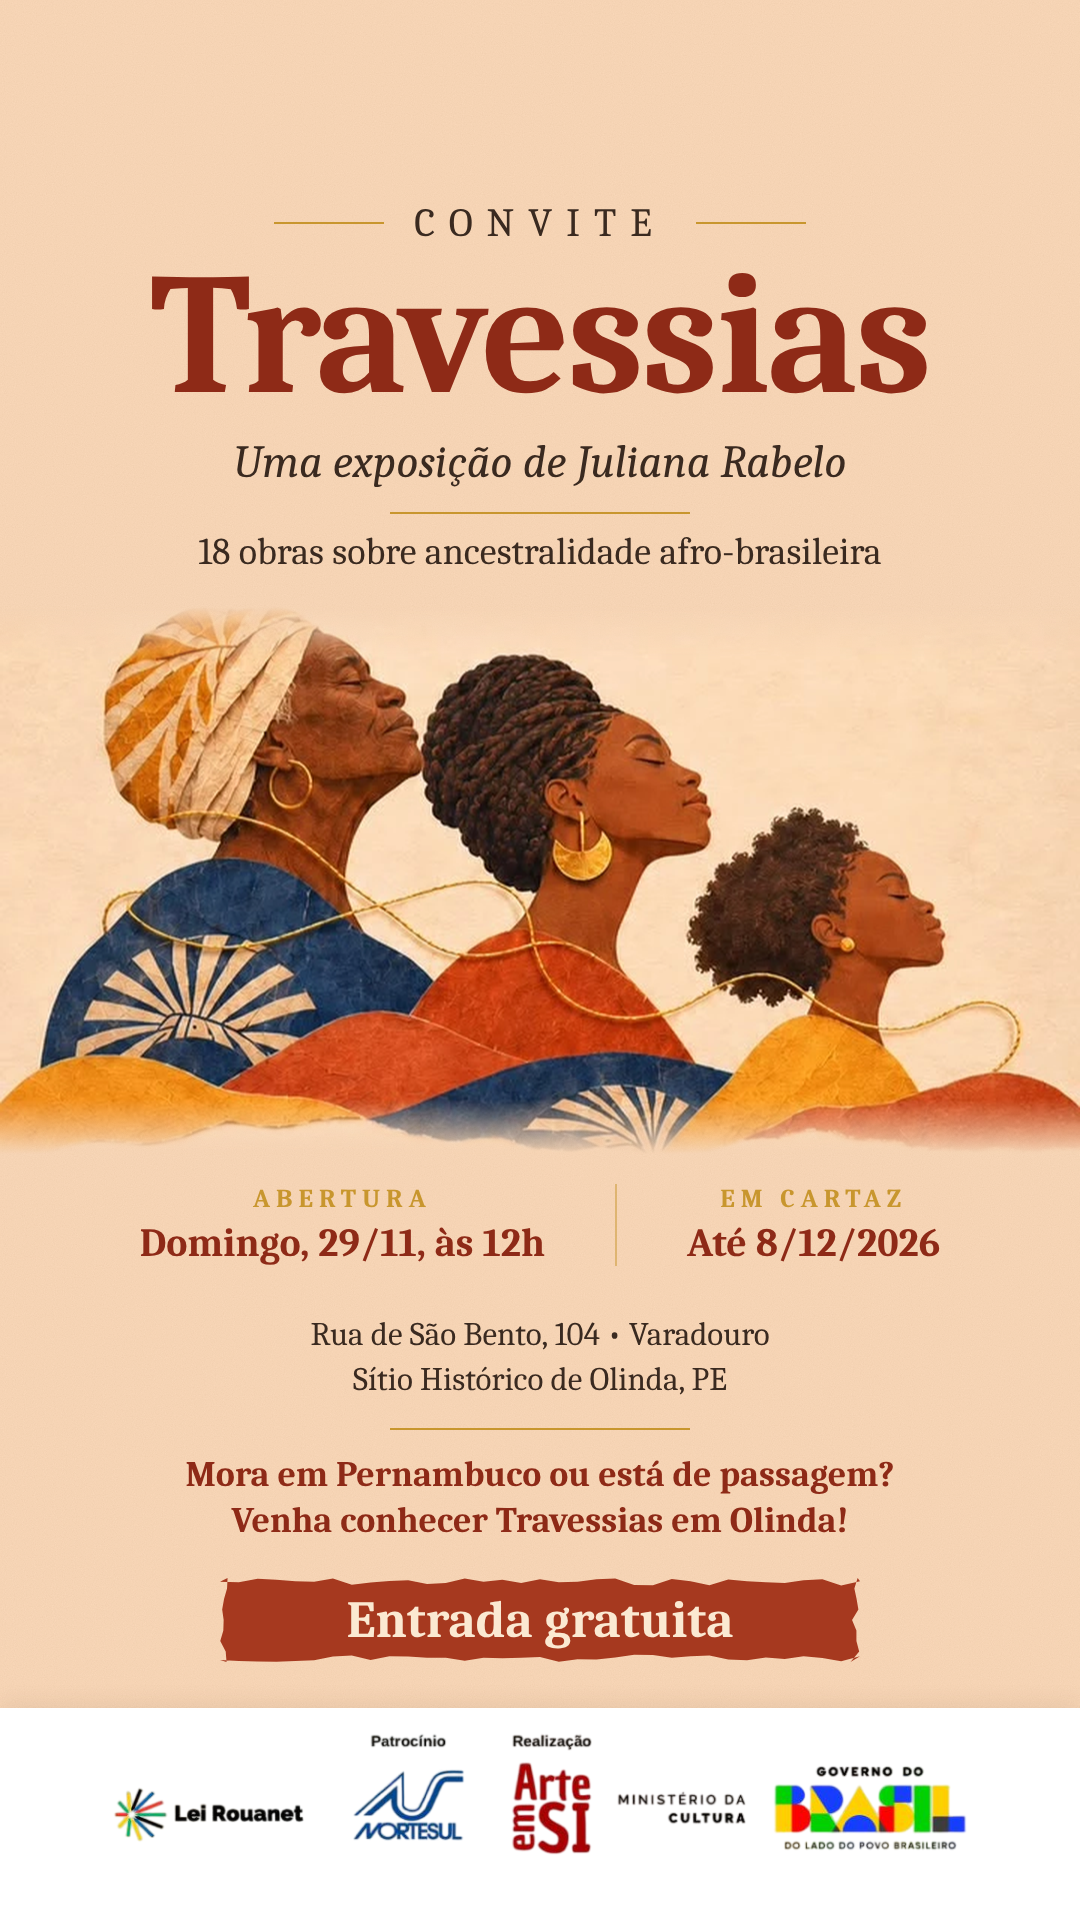 CONVITE
Travessias
Uma exposição de Juliana Rabelo
18 obras sobre ancestralidade afro-brasileira
ABERTURA
Domingo, 29/11, às 12h
EM CARTAZ
Até 8/12/2026
Rua de São Bento, 104 • Varadouro
Sítio Histórico de Olinda, PE
Mora em Pernambuco ou está de passagem?
Venha conhecer Travessias em Olinda!
Entrada gratuita
Lei Rouanet
Patrocínio
NORTESUL
Realização
Arte
em SI
MINISTÉRIO DA
CULTURA
GOVERNO DO
BRASIL
DO LADO DO POVO BRASILEIRO